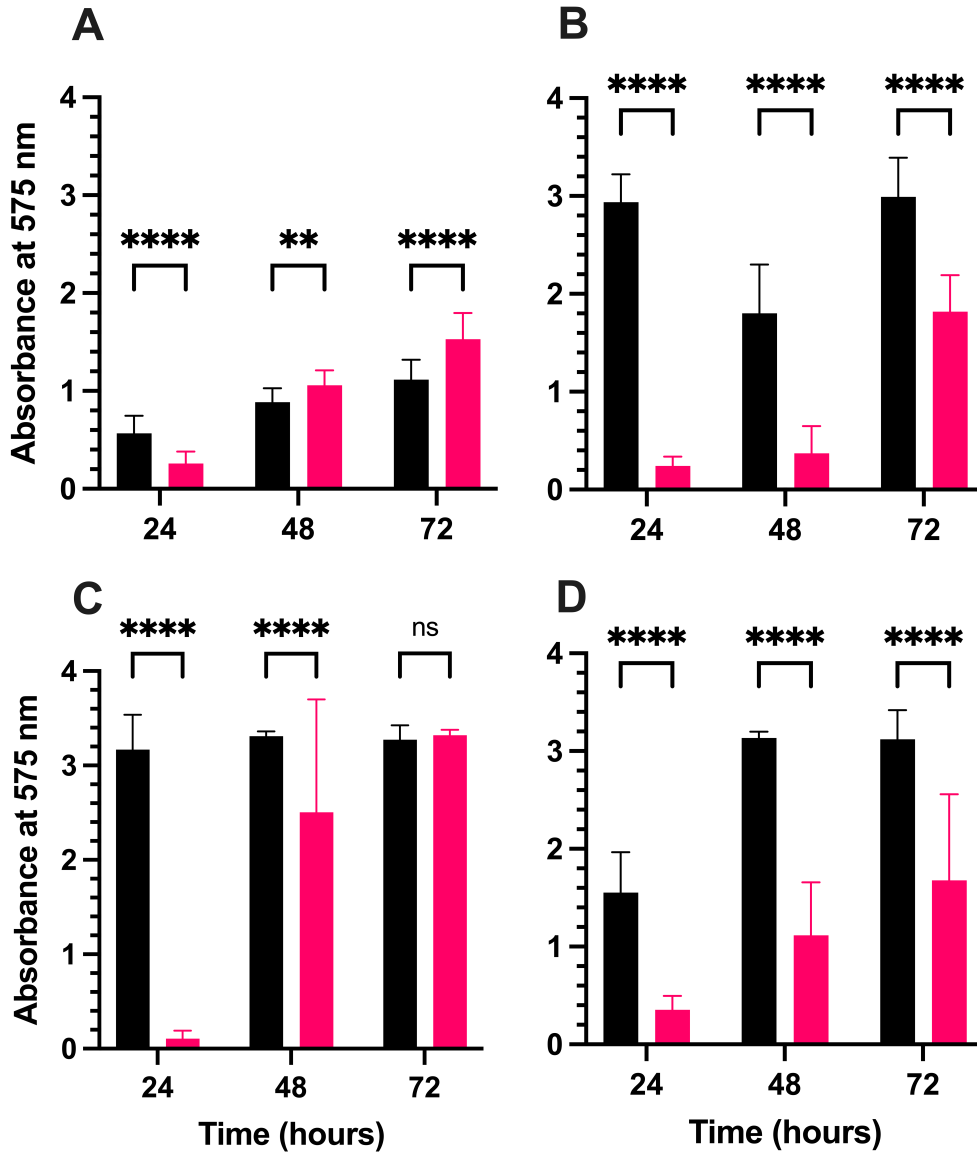 A
Absorbance at 575 nm
4
3
2
1
0
**** ** ****
24 48 72
B
4
3
2
1
0
**** **** ****
24 48 72
C
Absorbance at 575 nm
4
3
2
1
0
**** **** ns
24 48 72
Time (hours)
D
4
3
2
1
0
**** **** ****
24 48 72
Time (hours)